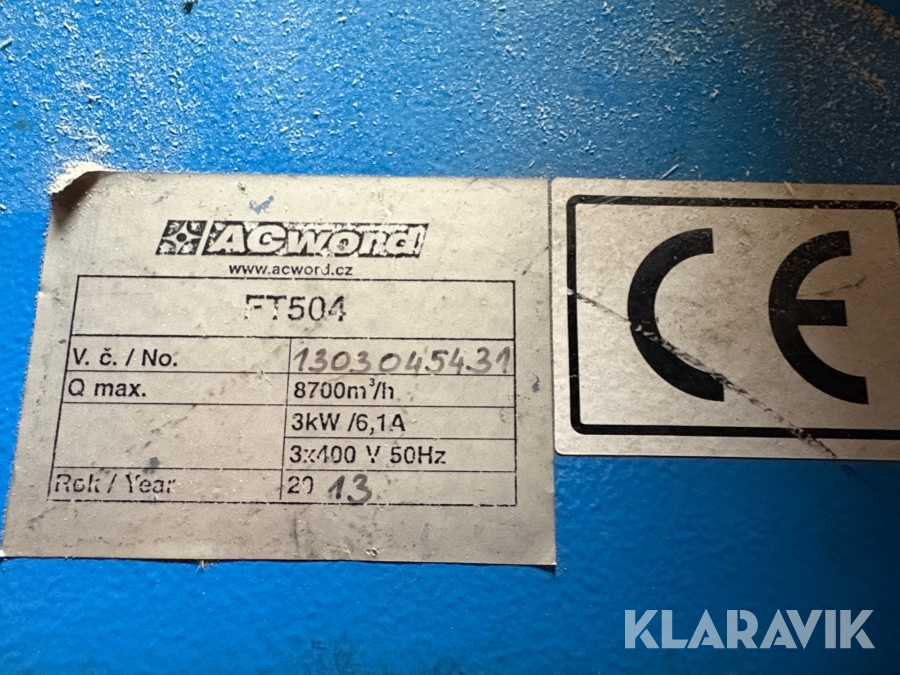 ACword
www.acword.cz
FT504
V. č. / No. 1303045431
Q max. 8700m³/h
3kW /6,1A
3x400 V 50Hz
Rok / Year 2013
CE
KLARAVIK